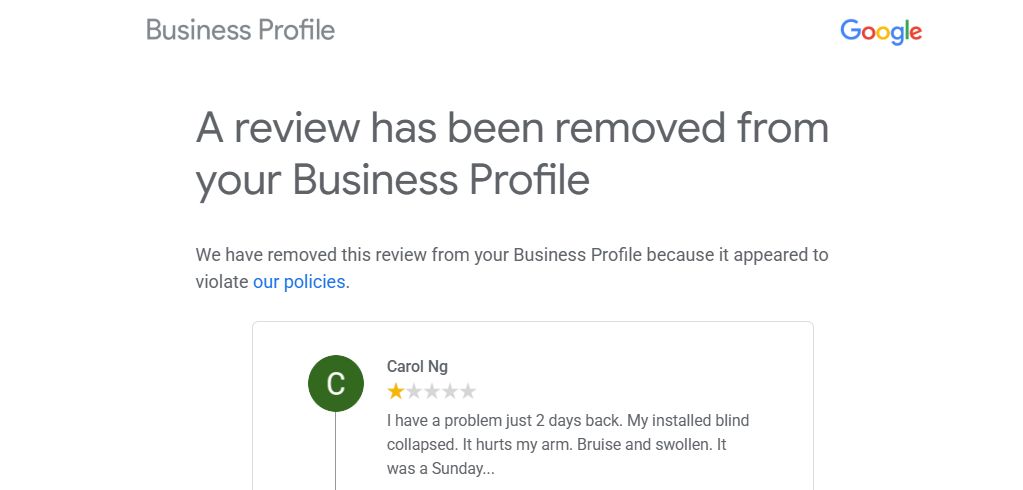 Business Profile
Google
A review has been removed from
your Business Profile
We have removed this review from your Business Profile because it appeared to
violate our policies.
C
Carol Ng
I have a problem just 2 days back. My installed blind
collapsed. It hurts my arm. Bruise and swollen. It
was a Sunday...